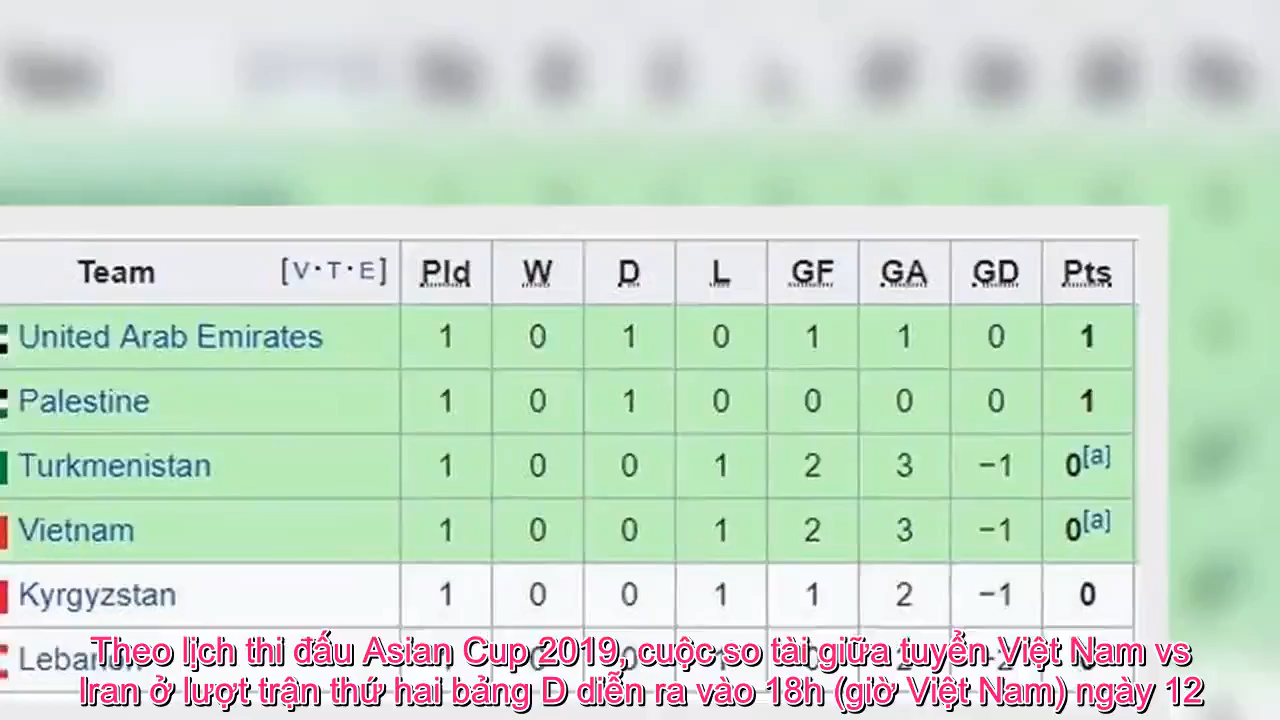 Team [V·T·E] Pld W D L GF GA GD Pts
United Arab Emirates 1 0 1 0 1 1 0 1
Palestine 1 0 1 0 0 0 0 1
Turkmenistan 1 0 0 1 2 3 −1 0[a]
Vietnam 1 0 0 1 2 3 −1 0[a]
Kyrgyzstan 1 0 0 1 1 2 −1 0
Theo lịch thi đấu Asian Cup 2019, cuộc so tài giữa tuyển Việt Nam vs
Iran ở lượt trận thứ hai bảng D diễn ra vào 18h (giờ Việt Nam) ngày 12